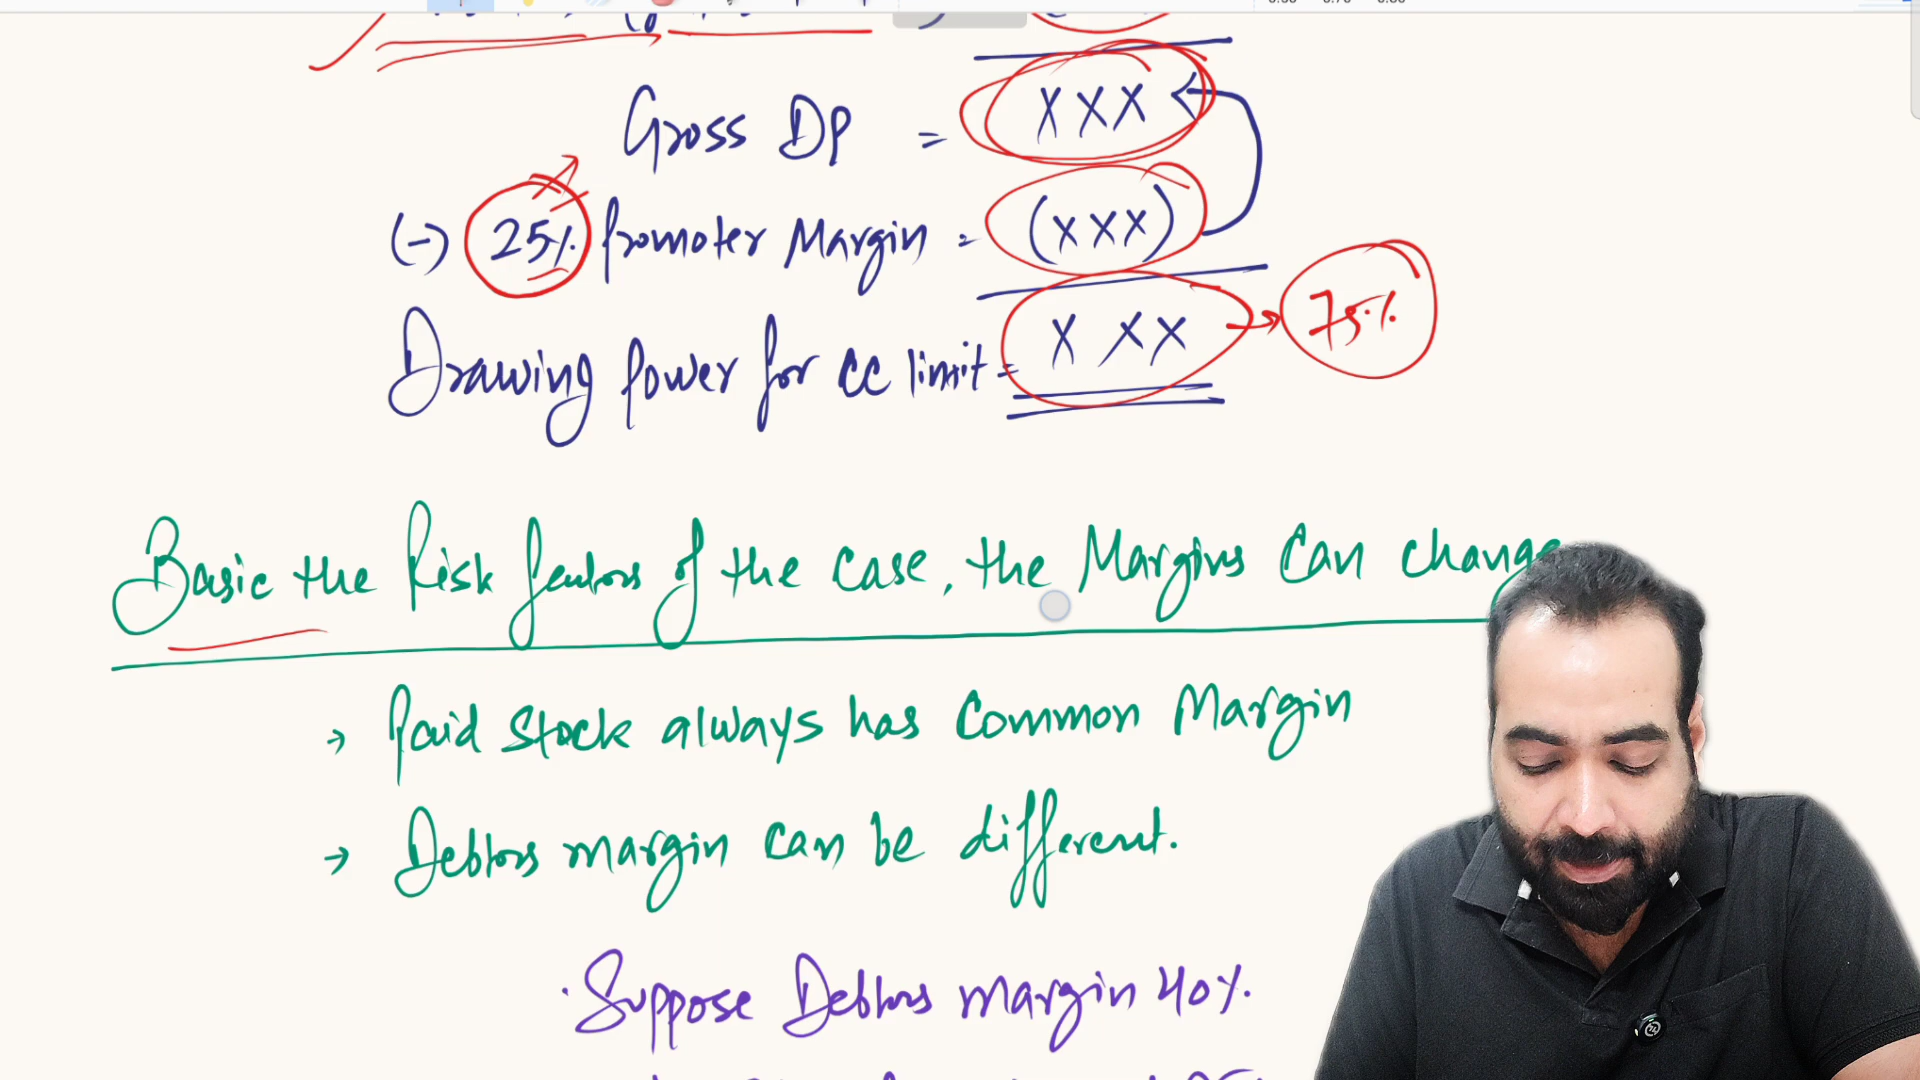 Gross DP = XXX
(-) 25% Promoter Margin = (XXX)
Drawing Power for CC limit = XXX
75%
Basic the Risk factors of the case, the Margins can change
→ Paid Stock always has Common Margin
→ Debtors margin can be different.
Suppose Debtors margin 40%.